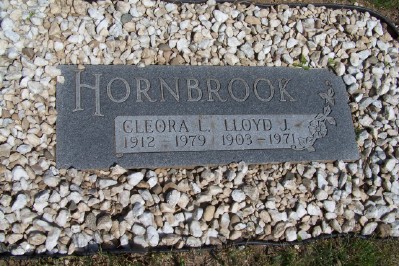 HORNBROOK
CLEORA L. LLOYD J.
1912 - 1979 1903 - 1971